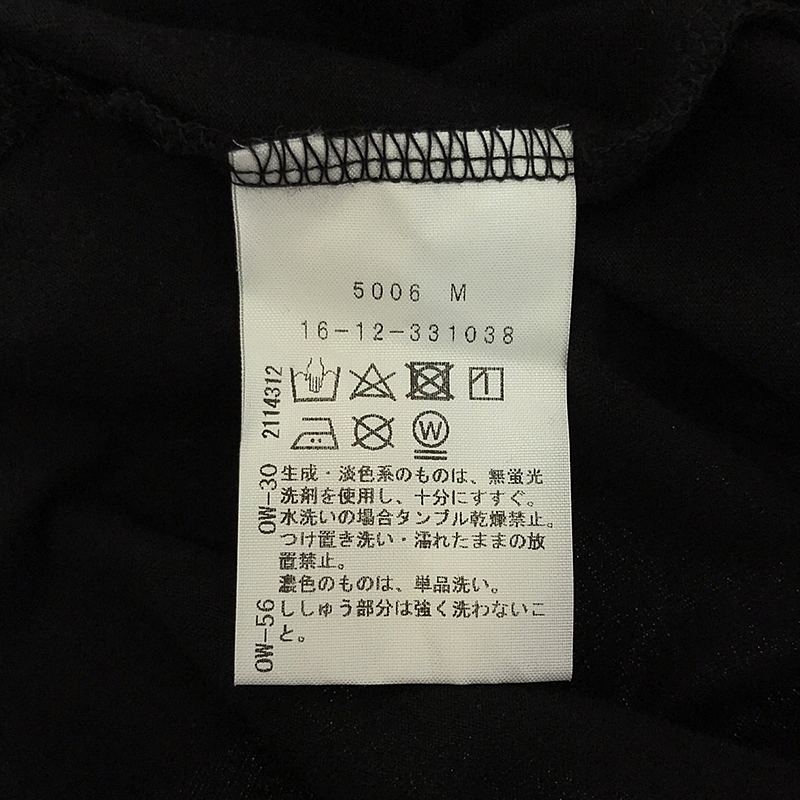 5006 M
16-12-331038
2114312
W
OW-30
生成・淡色系のものは、無蛍光
洗剤を使用し、十分にすすぐ。
水洗いの場合タンブル乾燥禁止。
つけ置き洗い・濡れたままの放
置禁止。
濃色のものは、単品洗い。
OW-56
ししゅう部分は強く洗わないこ
と。